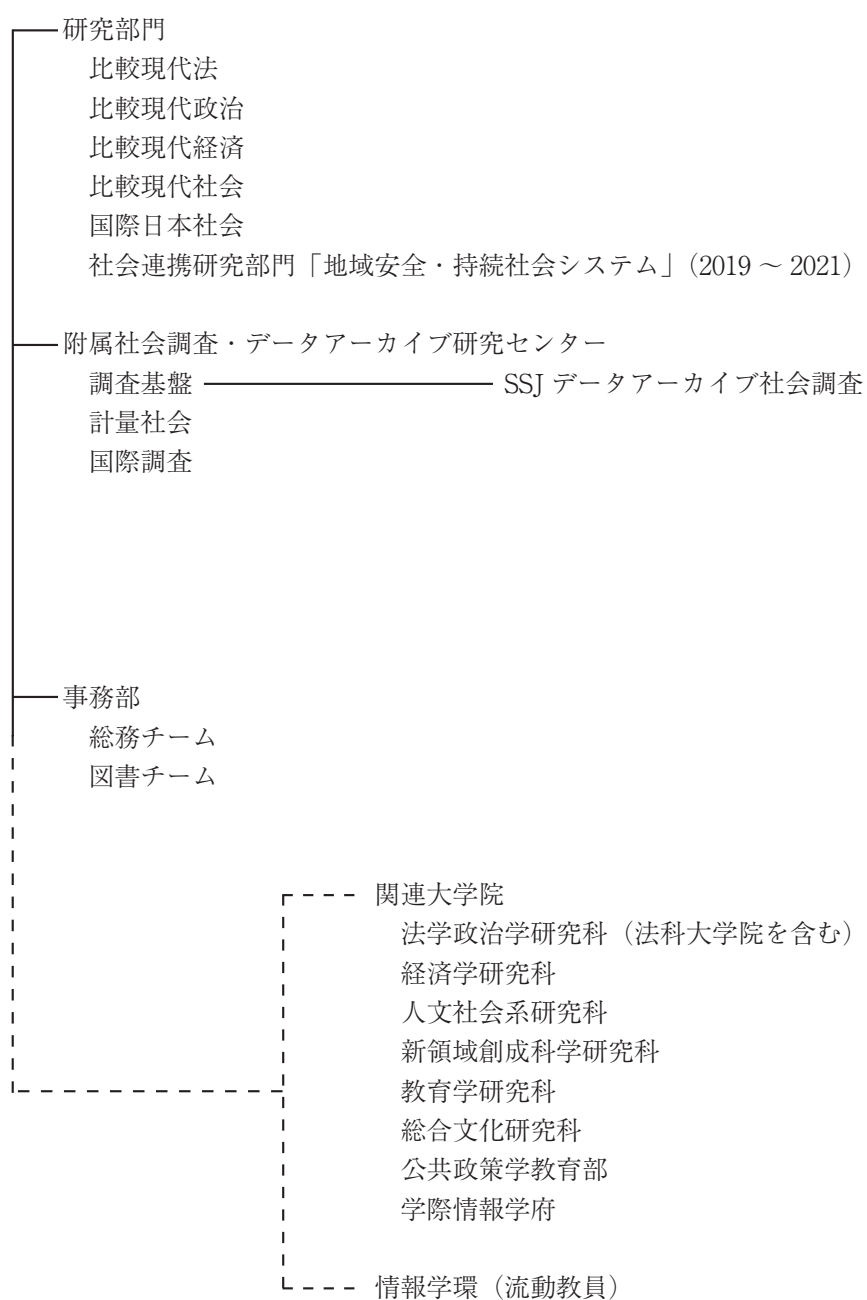 研究部門
比較現代法
比較現代政治
比較現代経済
比較現代社会
国際日本社会
社会連携研究部門「地域安全・持続社会システム」(2019 ~ 2021)
附属社会調査・データアーカイブ研究センター
調査基盤 SSJ データアーカイブ社会調査
計量社会
国際調査
事務部
総務チーム
図書チーム
関連大学院
法学政治学研究科（法科大学院を含む）
経済学研究科
人文社会系研究科
新領域創成科学研究科
教育学研究科
総合文化研究科
公共政策学教育部
学際情報学府
情報学環（流動教員）